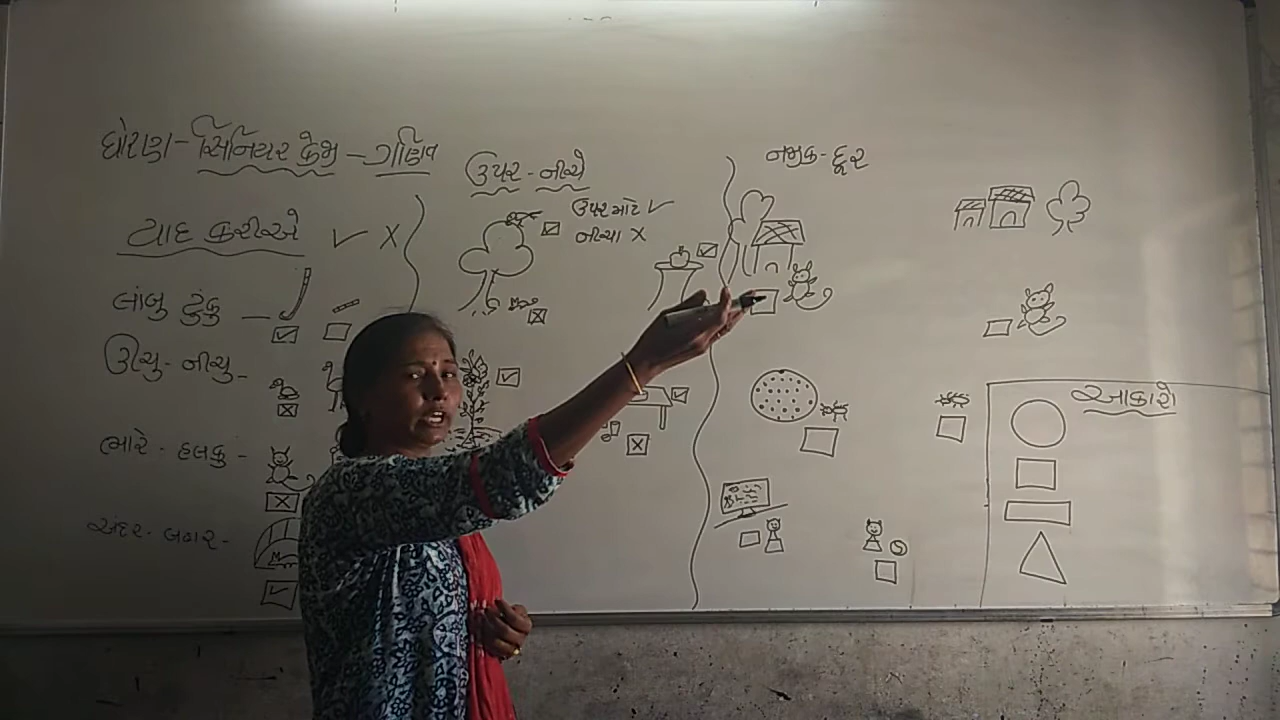 ધોરણ - સિનિયર કેજી - ગણિત
યાદ કરીએ ✓ X
લાંબુ ટુંકુ -
ઊંચુ - નીચુ -
ભારે - હલકુ -
અંદર - બહાર -
ઉપર - નીચે
ઉપર માટે ✓
નીચા X
નજીક - દૂર
આકારો